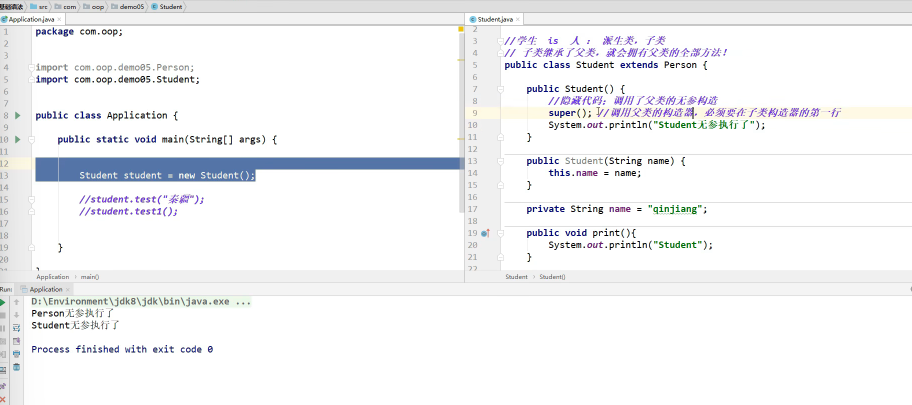 基础语法 src com oop demo05 Student
Application.java
Student.java
1 package com.oop;
2
3
4 import com.oop.demo05.Person;
5 import com.oop.demo05.Student;
6
7
8 public class Application {
9
10 public static void main(String[] args) {
11
12
13 Student student = new Student();
14
15 //student.test("秦疆");
16 //student.test1();
17
18
19 }
20
2
3 //学生 is 人 : 派生类，子类
4 // 子类继承了父类，就会拥有父类的全部方法！
5 public class Student extends Person {
6
7 public Student() {
8 //隐藏代码：调用了父类的无参构造
9 super(); //调用父类的构造器，必须要在子类构造器的第一行
10 System.out.println("Student无参执行了");
11 }
12
13 public Student(String name) {
14 this.name = name;
15 }
16
17 private String name = "qinjiang";
18
19 public void print(){
20 System.out.println("Student");
21 }
22
Application › main()
Student › Student()
Run: Application
D:\Environment\jdk8\jdk\bin\java.exe ...
Person无参执行了
Student无参执行了
Process finished with exit code 0